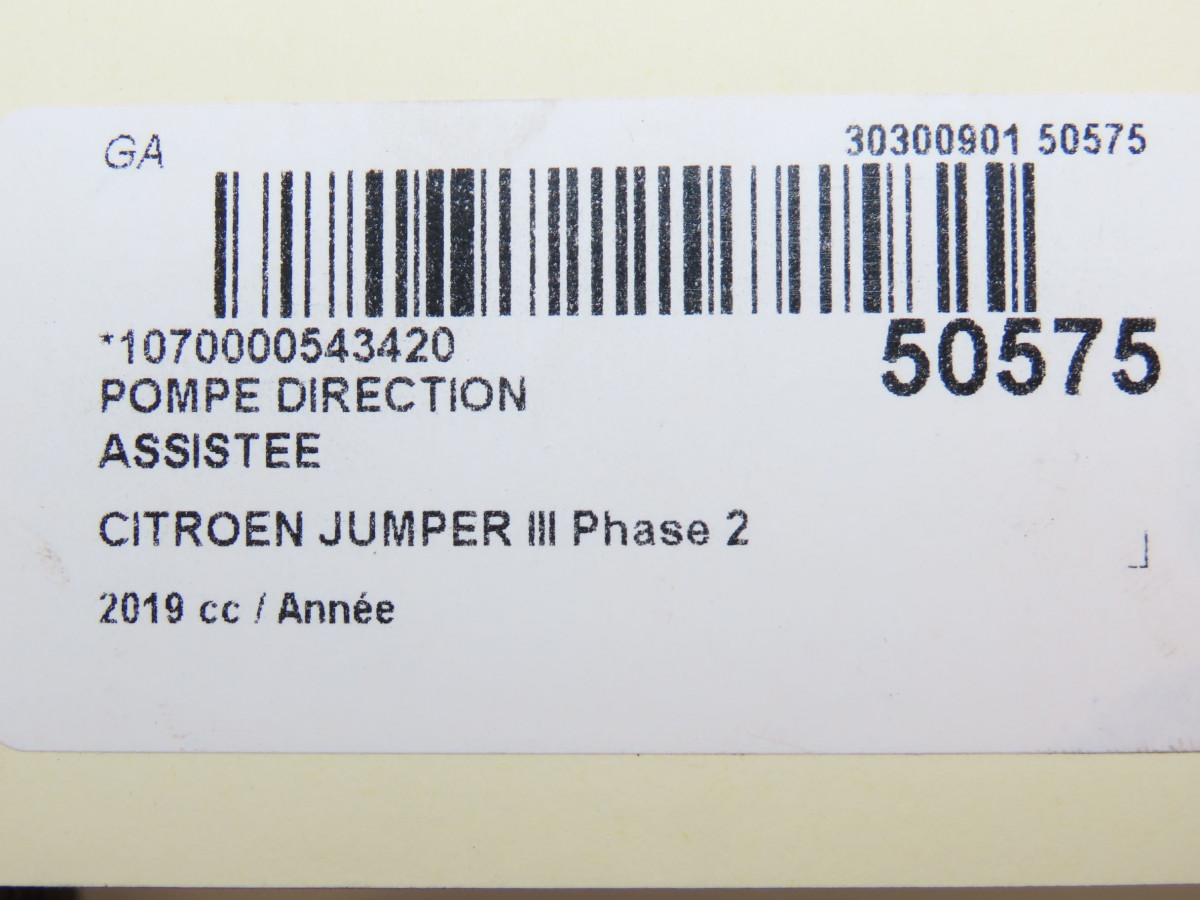 GA
30300901 50575
*1070000543420
50575
POMPE DIRECTION
ASSISTEE
CITROEN JUMPER III Phase 2
2019 cc / Année